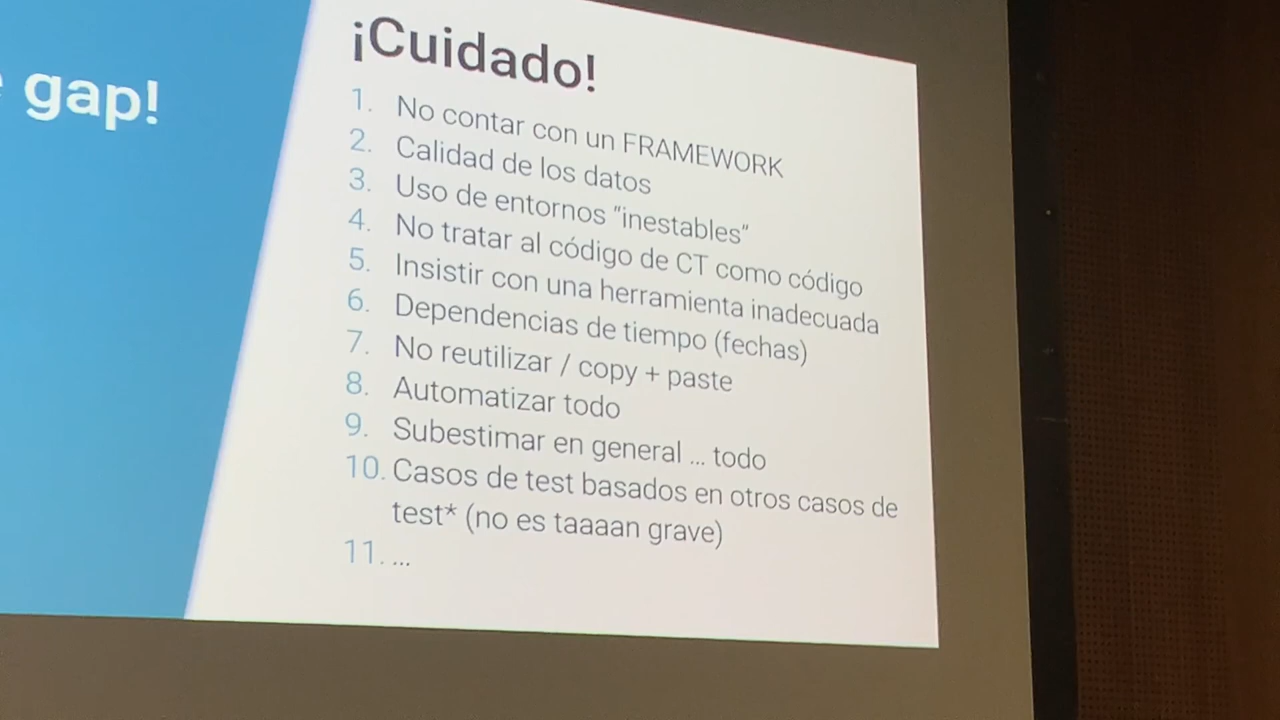 gap!
¡Cuidado!
1. No contar con un FRAMEWORK
2. Calidad de los datos
3. Uso de entornos "inestables"
4. No tratar al código de CT como código
5. Insistir con una herramienta inadecuada
6. Dependencias de tiempo (fechas)
7. No reutilizar / copy + paste
8. Automatizar todo
9. Subestimar en general ... todo
10. Casos de test basados en otros casos de
test* (no es taaaan grave)
11. ...